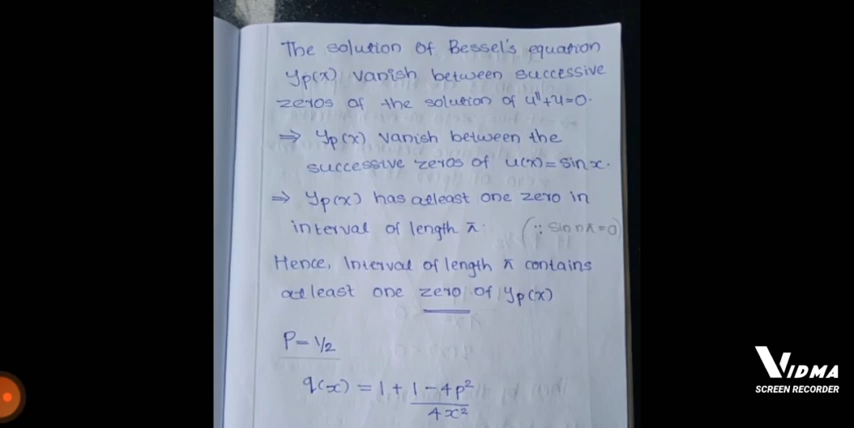 The solution of Bessel's equation
yp(x) vanish between successive
zeros of the solution of u''+u=0.
⇒ yp(x) vanish between the
successive zeros of u(x)=sinx.
⇒ yp(x) has atleast one zero in
interval of length π. (∵ sin nπ=0)
Hence, Interval of length π contains
atleast one zero of yp(x)
P=1/2
q(x) = 1 + (1-4p²)/4x²
VIDMA
SCREEN RECORDER